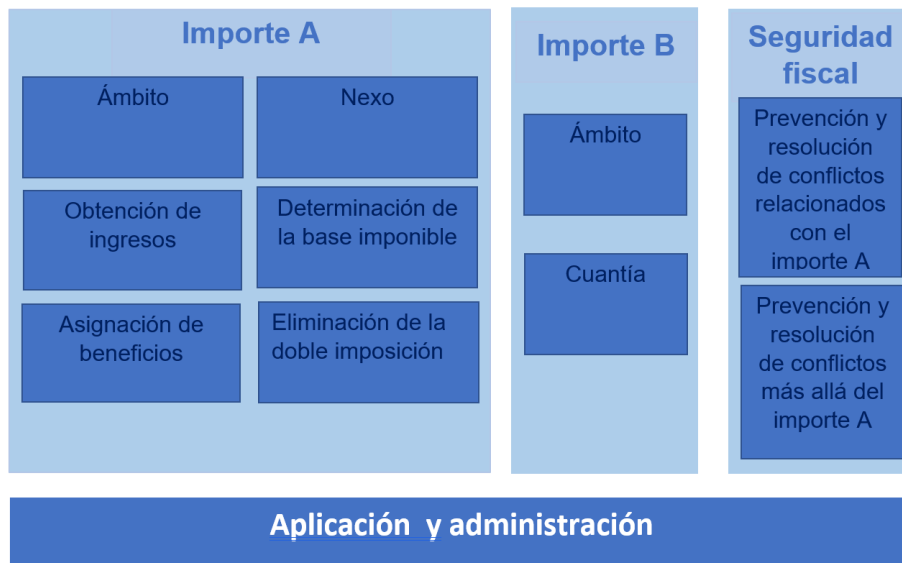 Importe A
Ámbito
Nexo
Obtención de
ingresos
Determinación de
la base imponible
Asignación de
beneficios
Eliminación de la
doble imposición
Importe B
Ámbito
Cuantía
Seguridad
fiscal
Prevención y
resolución
de conflictos
relacionados
con el
importe A
Prevención y
resolución
de conflictos
más allá del
importe A
Aplicación y administración